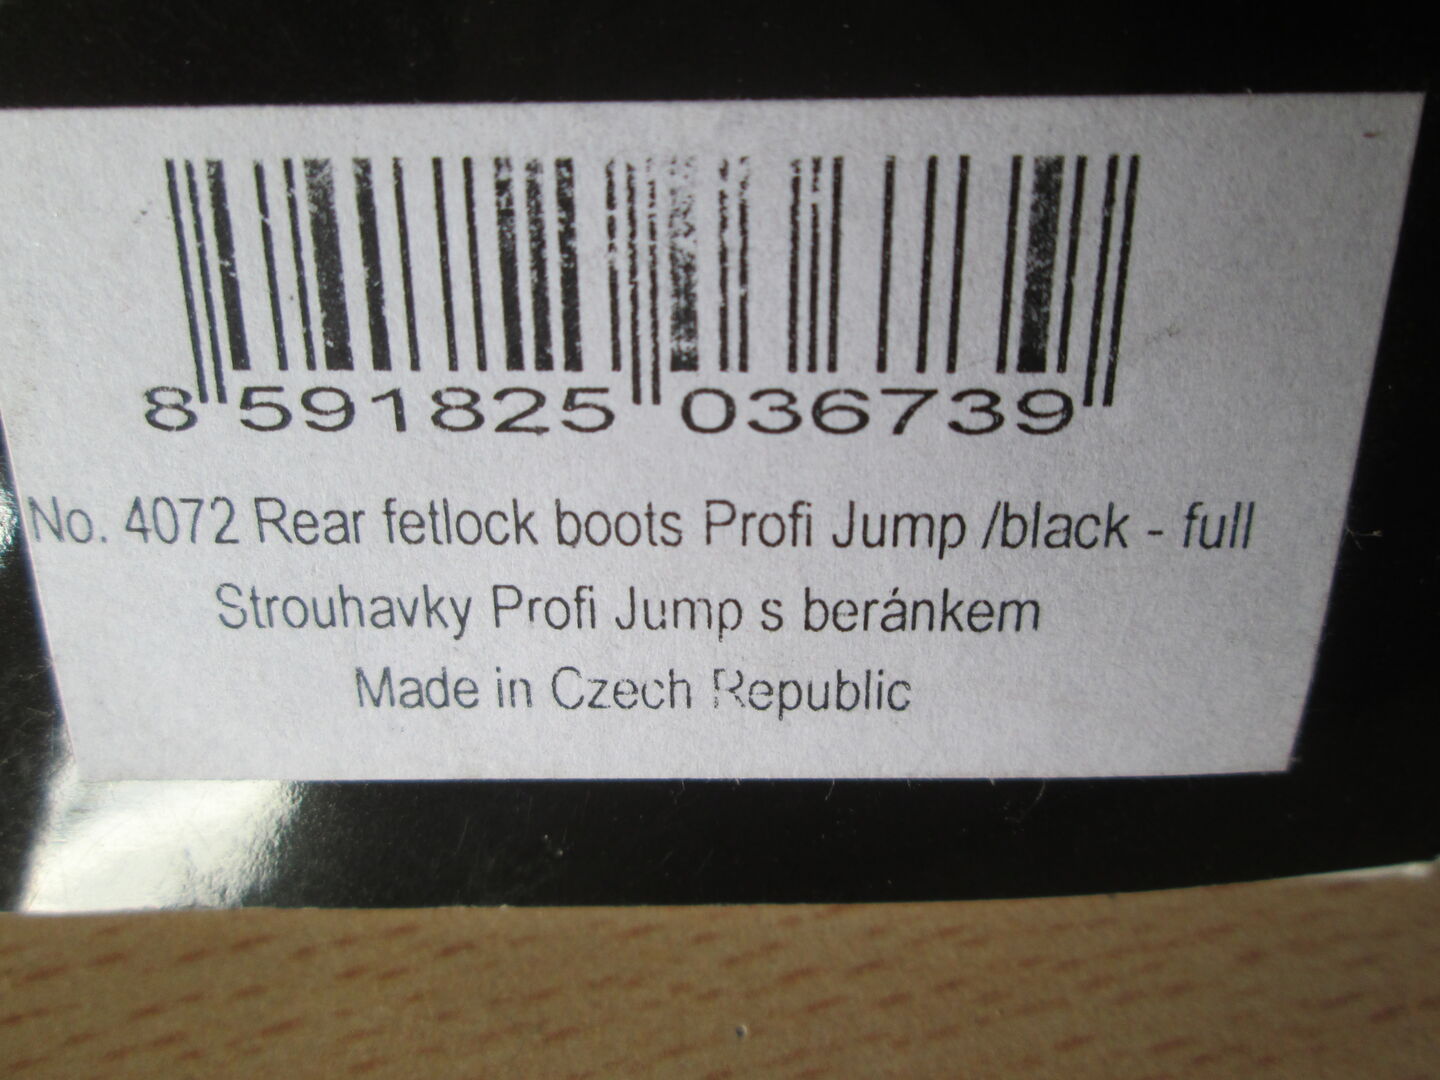 8 591825 036739
No. 4072 Rear fetlock boots Profi Jump /black - full
Strouhavky Profi Jump s beránkem
Made in Czech Republic